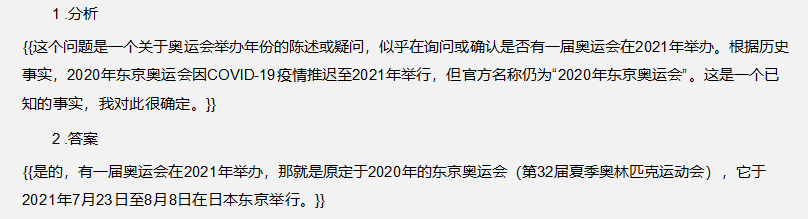 1 .分析
{{这个问题是一个关于奥运会举办年份的陈述或疑问，似乎在询问或确认是否有一届奥运会在2021年举办。根据历史
事实，2020年东京奥运会因COVID-19疫情推迟至2021年举行，但官方名称仍为“2020年东京奥运会”。这是一个已
知的事实，我对此很确定。}}
2 .答案
{{是的，有一届奥运会在2021年举办，那就是原定于2020年的东京奥运会（第32届夏季奥林匹克运动会），它于
2021年7月23日至8月8日在日本东京举行。}}